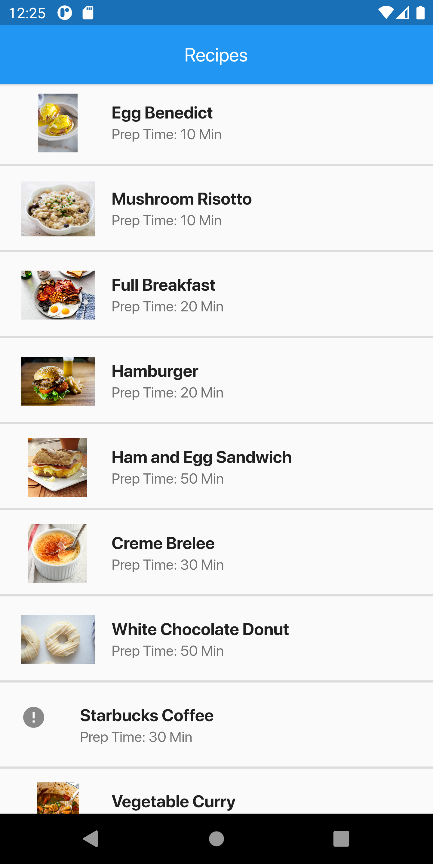 12:25
Recipes
Egg Benedict
Prep Time: 10 Min
Mushroom Risotto
Prep Time: 10 Min
Full Breakfast
Prep Time: 20 Min
Hamburger
Prep Time: 20 Min
Ham and Egg Sandwich
Prep Time: 50 Min
Creme Brelee
Prep Time: 30 Min
White Chocolate Donut
Prep Time: 50 Min
Starbucks Coffee
Prep Time: 30 Min
Vegetable Curry